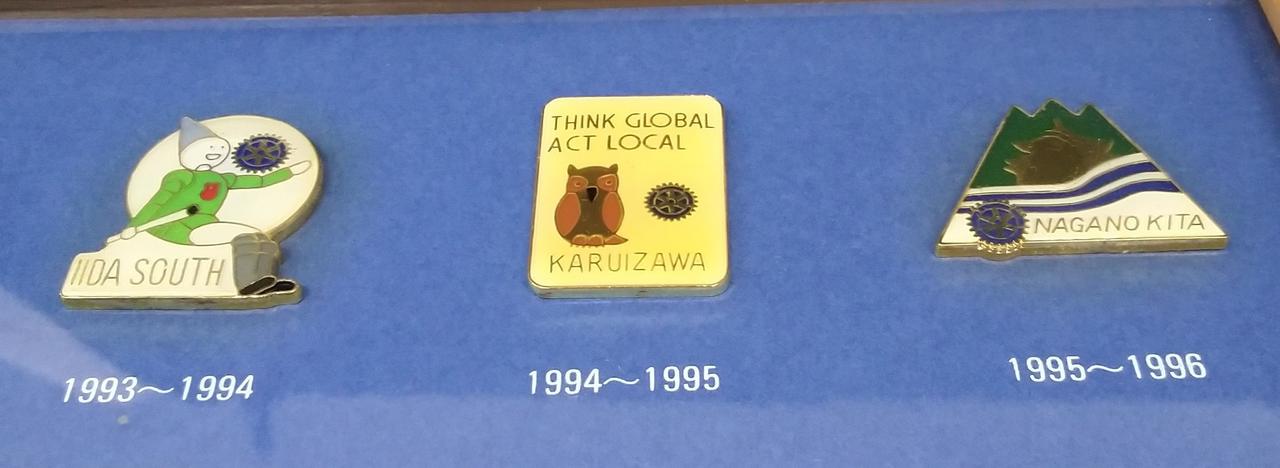 IIDA SOUTH
1993〜1994
THINK GLOBAL
ACT LOCAL
KARUIZAWA
1994〜1995
NAGANO KITA
1995〜1996